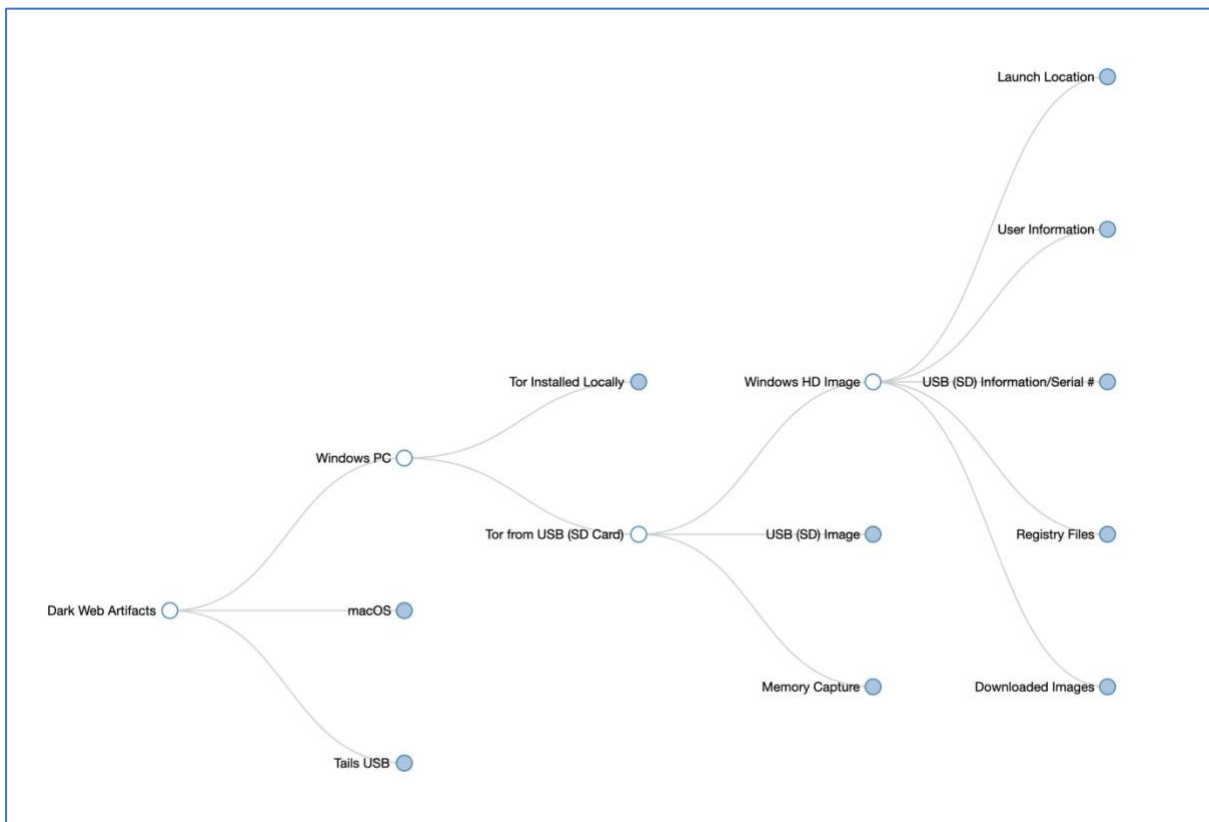 Launch Location
User Information
Tor Installed Locally
Windows HD Image
USB (SD) Information/Serial #
Windows PC
Tor from USB (SD Card)
USB (SD) Image
Registry Files
Dark Web Artifacts
macOS
Memory Capture
Downloaded Images
Tails USB